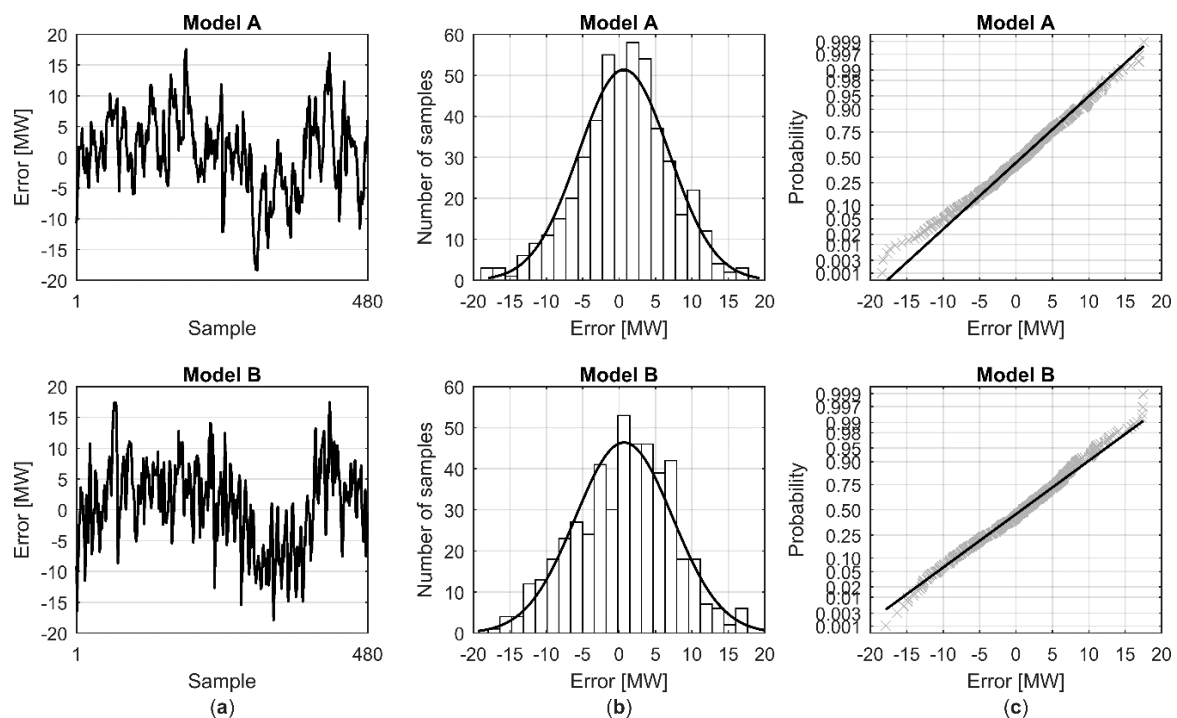 Model A
20
15
10
5
0
-5
-10
-15
-20
Error [MW]
1 480
Sample
Model A
60
50
40
30
20
10
0
Number of samples
-20 -15 -10 -5 0 5 10 15 20
Error [MW]
Model A
0.999
0.997
0.99
0.98
0.95
0.90
0.75
0.50
0.25
0.10
0.05
0.02
0.01
0.003
0.001
Probability
-20 -15 -10 -5 0 5 10 15 20
Error [MW]
Model B
20
15
10
5
0
-5
-10
-15
-20
Error [MW]
1 480
Sample
(a)
Model B
60
50
40
30
20
10
0
Number of samples
-20 -15 -10 -5 0 5 10 15 20
Error [MW]
(b)
Model B
0.999
0.997
0.99
0.98
0.95
0.90
0.75
0.50
0.25
0.10
0.05
0.02
0.01
0.003
0.001
Probability
-20 -15 -10 -5 0 5 10 15 20
Error [MW]
(c)